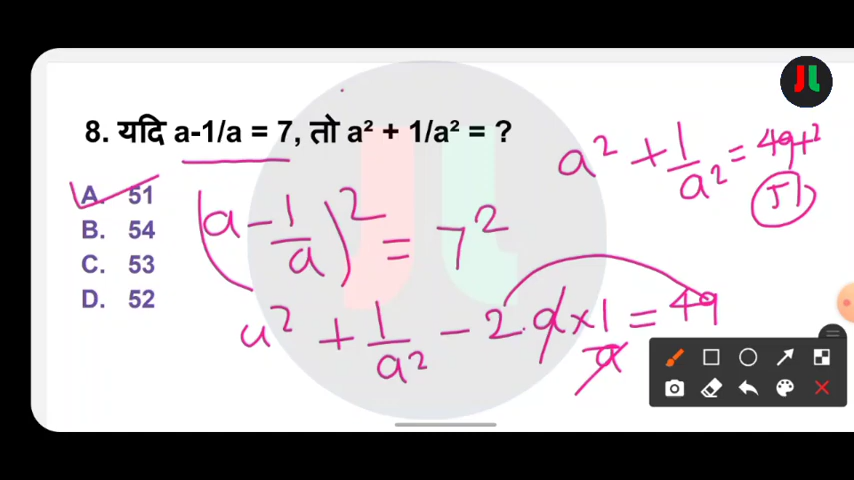 JL
8. यदि a-1/a = 7, तो a² + 1/a² = ?
a² + 1/a² = 49+2
51
A. 51
B. 54
C. 53
D. 52
(a - 1/a)² = 7²
a² + 1/a² - 2.a × 1/a = 49